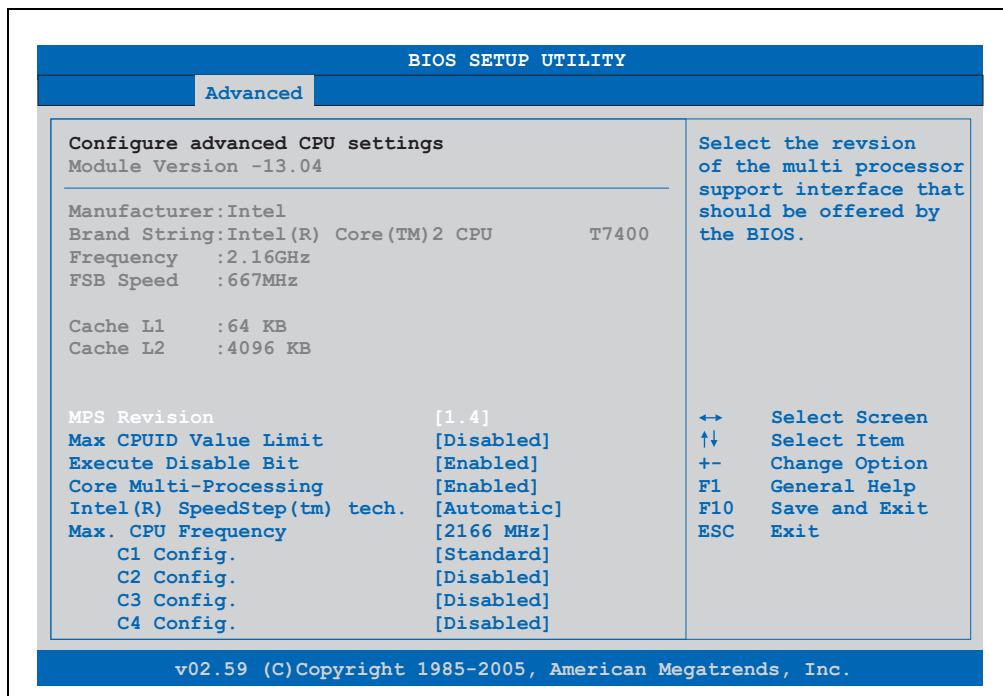 BIOS SETUP UTILITY
Advanced
Configure advanced CPU settings
Module Version -13.04
Manufacturer:Intel
Brand String:Intel(R) Core(TM)2 CPU T7400
Frequency :2.16GHz
FSB Speed :667MHz
Cache L1 :64 KB
Cache L2 :4096 KB
MPS Revision [1.4]
Max CPUID Value Limit [Disabled]
Execute Disable Bit [Enabled]
Core Multi-Processing [Enabled]
Intel(R) SpeedStep(tm) tech. [Automatic]
Max. CPU Frequency [2166 MHz]
C1 Config. [Standard]
C2 Config. [Disabled]
C3 Config. [Disabled]
C4 Config. [Disabled]
Select the revsion
of the multi processor
support interface that
should be offered by
the BIOS.
↔ Select Screen
↑↓ Select Item
+- Change Option
F1 General Help
F10 Save and Exit
ESC Exit
v02.59 (C)Copyright 1985-2005, American Megatrends, Inc.